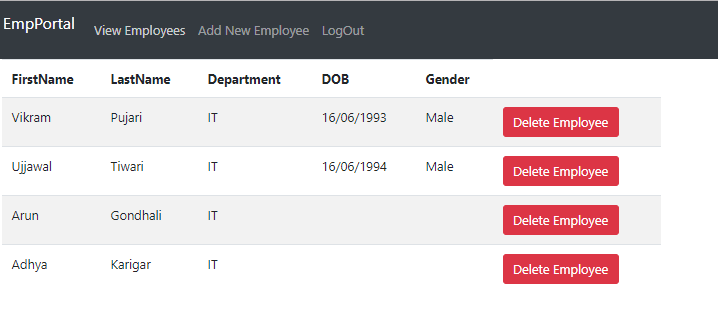 EmpPortal View Employees Add New Employee LogOut
FirstName LastName Department DOB Gender
Vikram Pujari IT 16/06/1993 Male Delete Employee
Ujjawal Tiwari IT 16/06/1994 Male Delete Employee
Arun Gondhali IT Delete Employee
Adhya Karigar IT Delete Employee